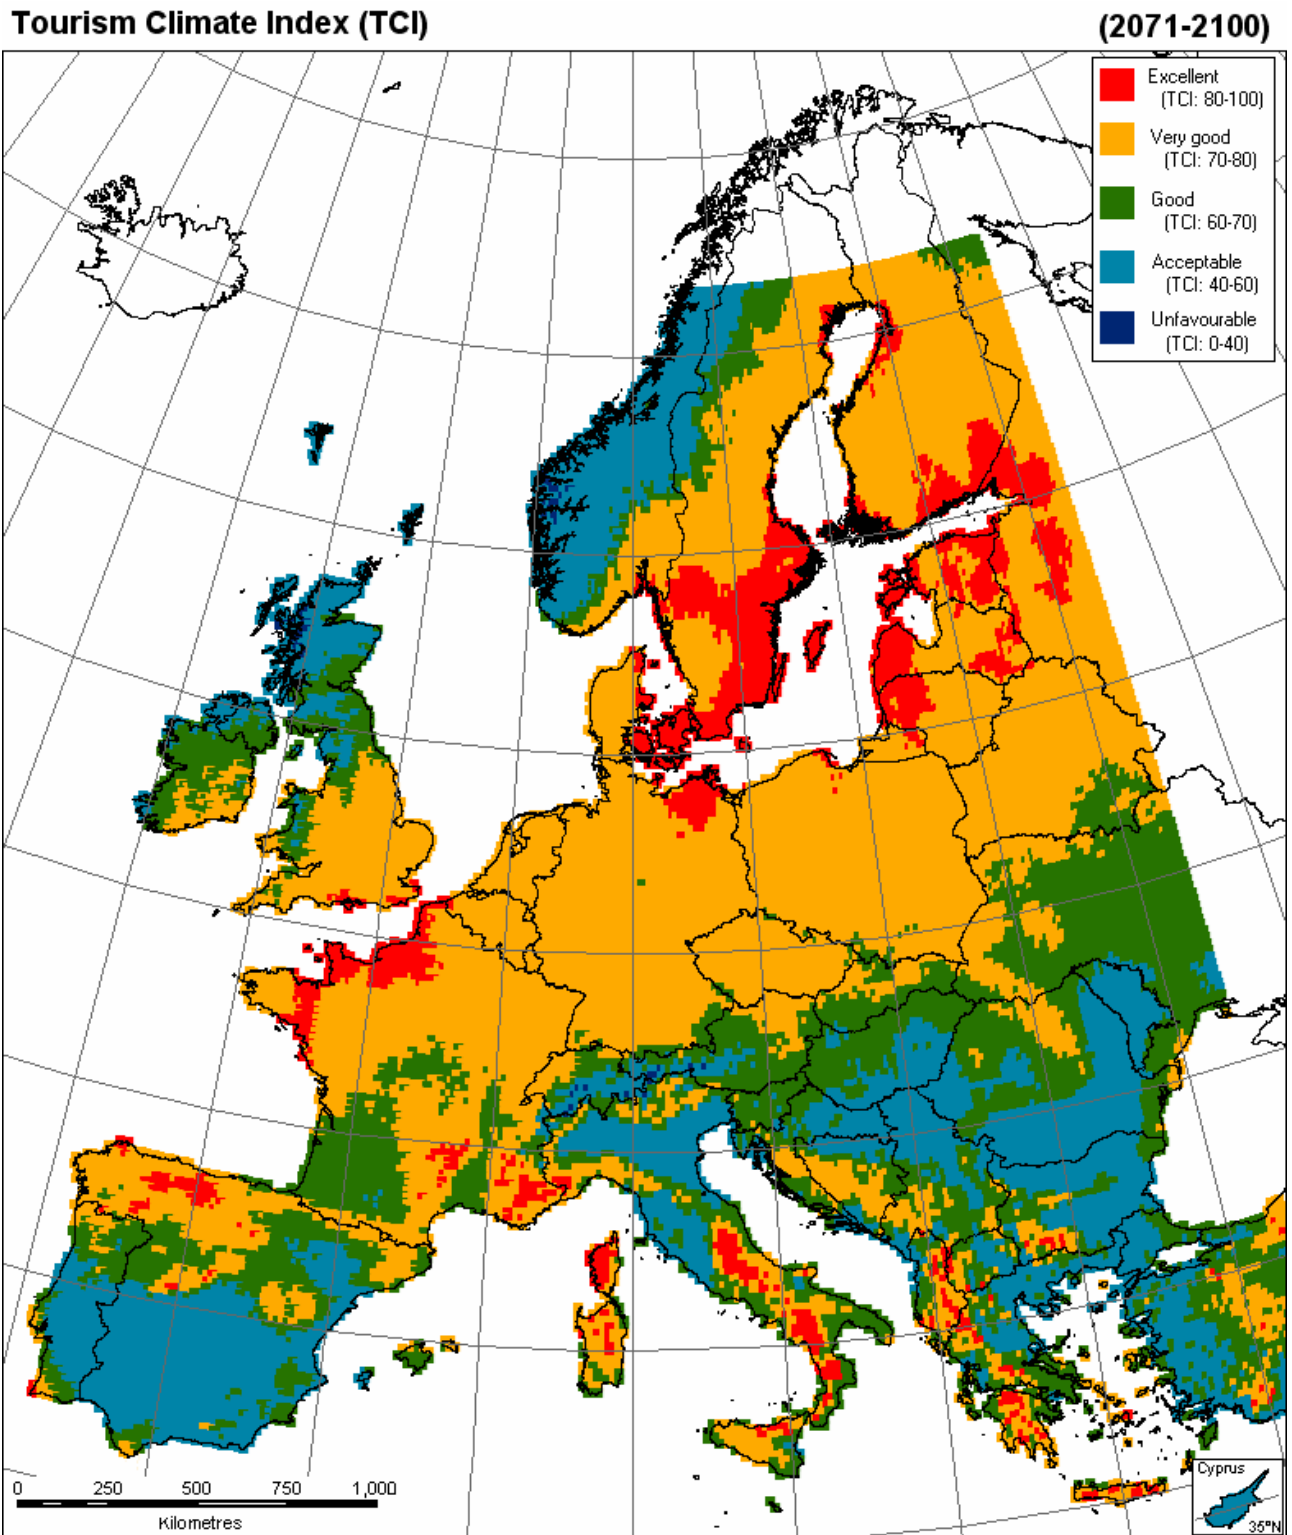 Tourism Climate Index (TCI)
(2071-2100)
Excellent
(TCI: 80-100)
Very good
(TCI: 70-80)
Good
(TCI: 60-70)
Acceptable
(TCI: 40-60)
Unfavourable
(TCI: 0-40)
0 250 500 750 1,000
Kilometres
Cyprus
35°N